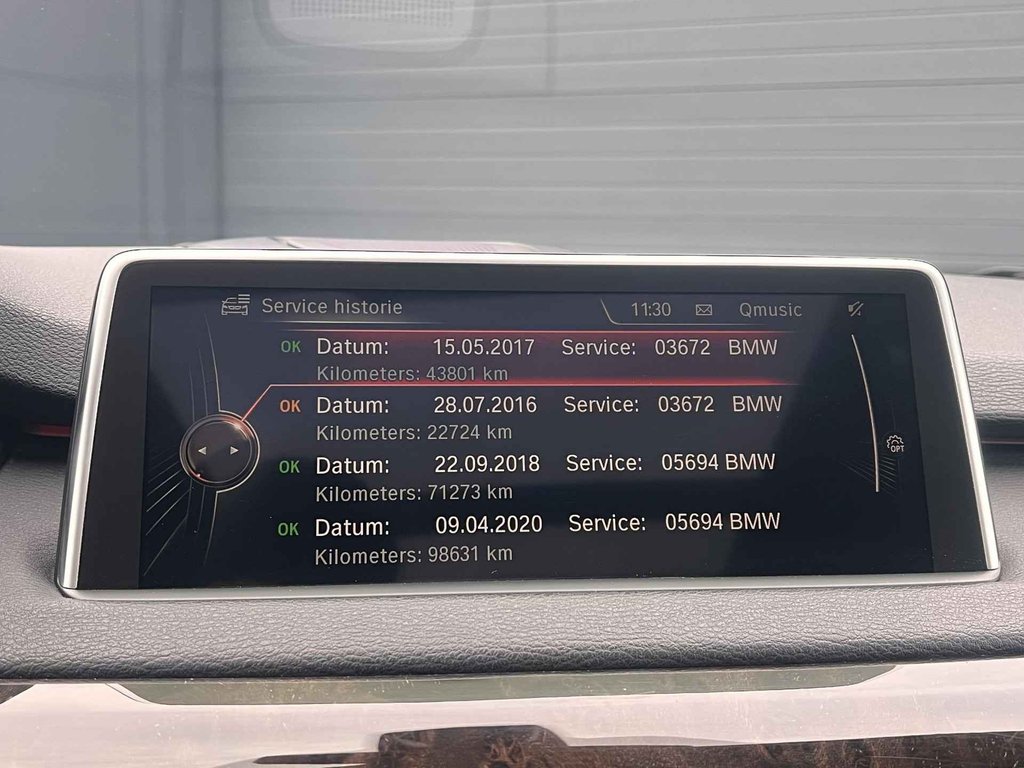 Service historie 11:30 Qmusic
OK Datum: 15.05.2017 Service: 03672 BMW
Kilometers: 43801 km
OK Datum: 28.07.2016 Service: 03672 BMW
Kilometers: 22724 km
OK Datum: 22.09.2018 Service: 05694 BMW
Kilometers: 71273 km
OPT
OK Datum: 09.04.2020 Service: 05694 BMW
Kilometers: 98631 km